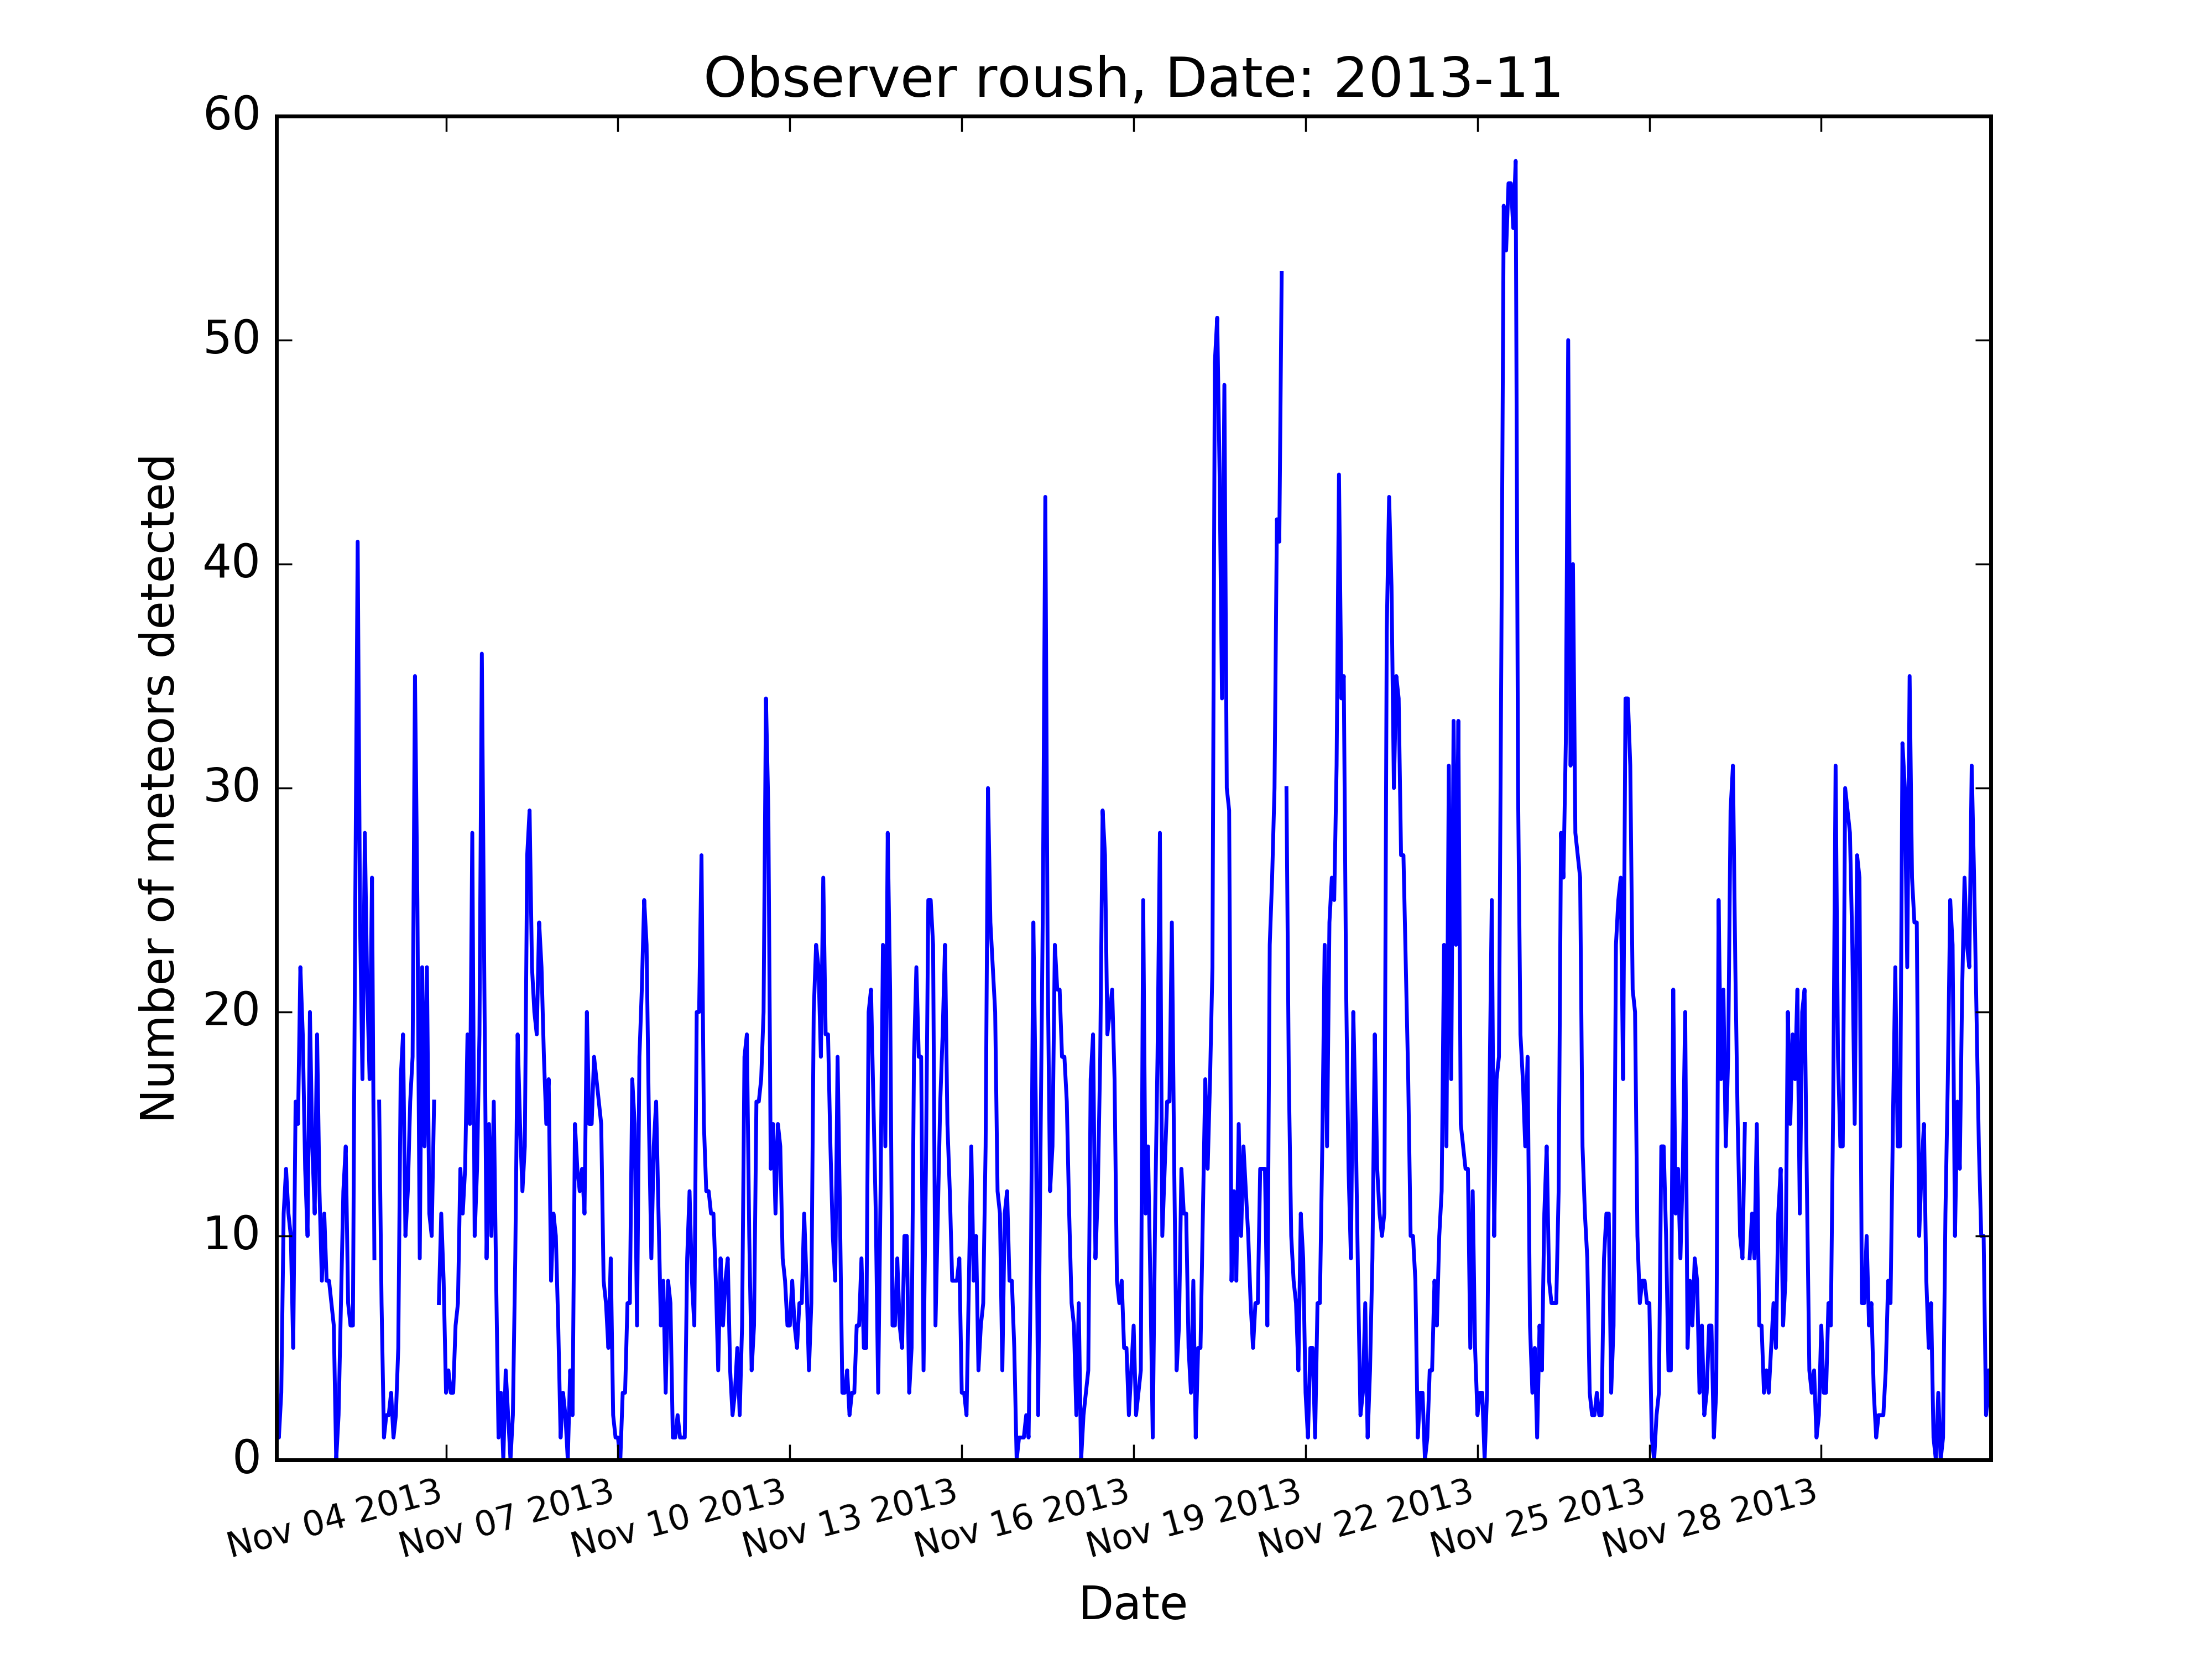 Observer roush, Date: 2013-11
60
50
40
30
20
10
0
Number of meteors detected
Nov 04 2013
Nov 07 2013
Nov 10 2013
Nov 13 2013
Nov 16 2013
Nov 19 2013
Nov 22 2013
Nov 25 2013
Nov 28 2013
Date